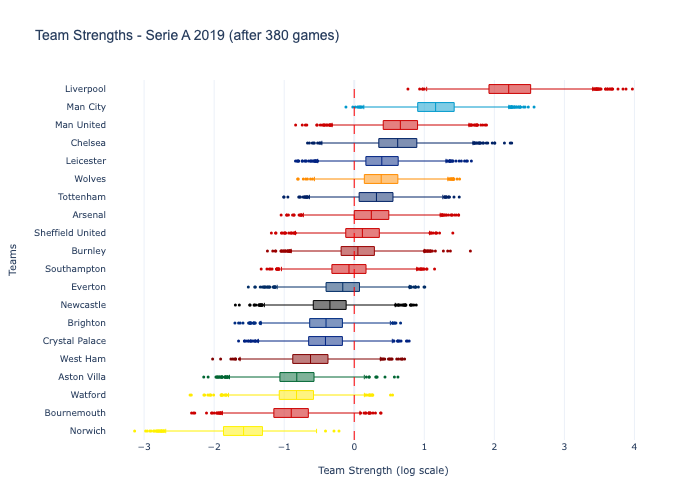 Team Strengths - Serie A 2019 (after 380 games)
Liverpool
Man City
Man United
Chelsea
Leicester
Wolves
Tottenham
Arsenal
Sheffield United
Burnley
Southampton
Everton
Newcastle
Brighton
Crystal Palace
West Ham
Aston Villa
Watford
Bournemouth
Norwich
Teams
−3 −2 −1 0 1 2 3 4
Team Strength (log scale)